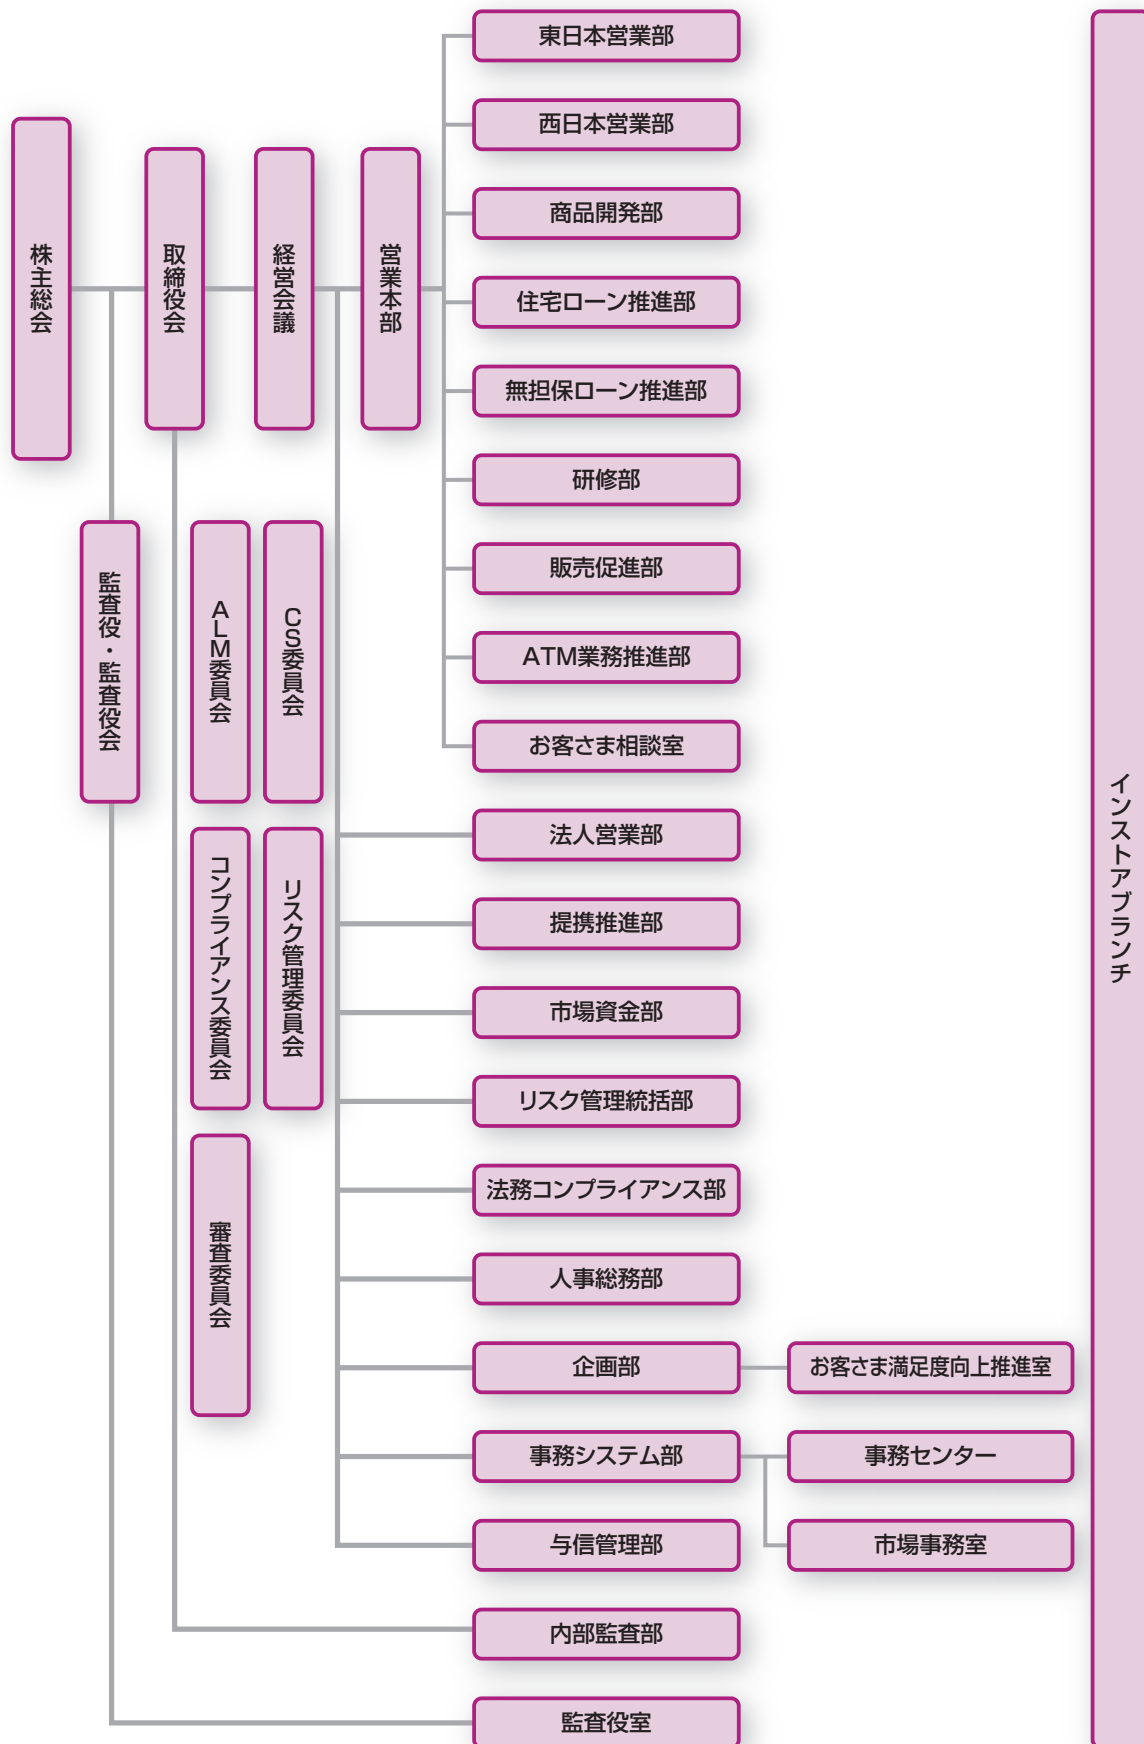 株主総会
取締役会
経営会議
営業本部
監査役・監査役会
ALM委員会
CS委員会
コンプライアンス委員会
リスク管理委員会
審査委員会
東日本営業部
西日本営業部
商品開発部
住宅ローン推進部
無担保ローン推進部
研修部
販売促進部
ATM業務推進部
お客さま相談室
法人営業部
提携推進部
市場資金部
リスク管理統括部
法務コンプライアンス部
人事総務部
企画部
お客さま満足度向上推進室
事務システム部
事務センター
市場事務室
与信管理部
内部監査部
監査役室
インストアブランチ